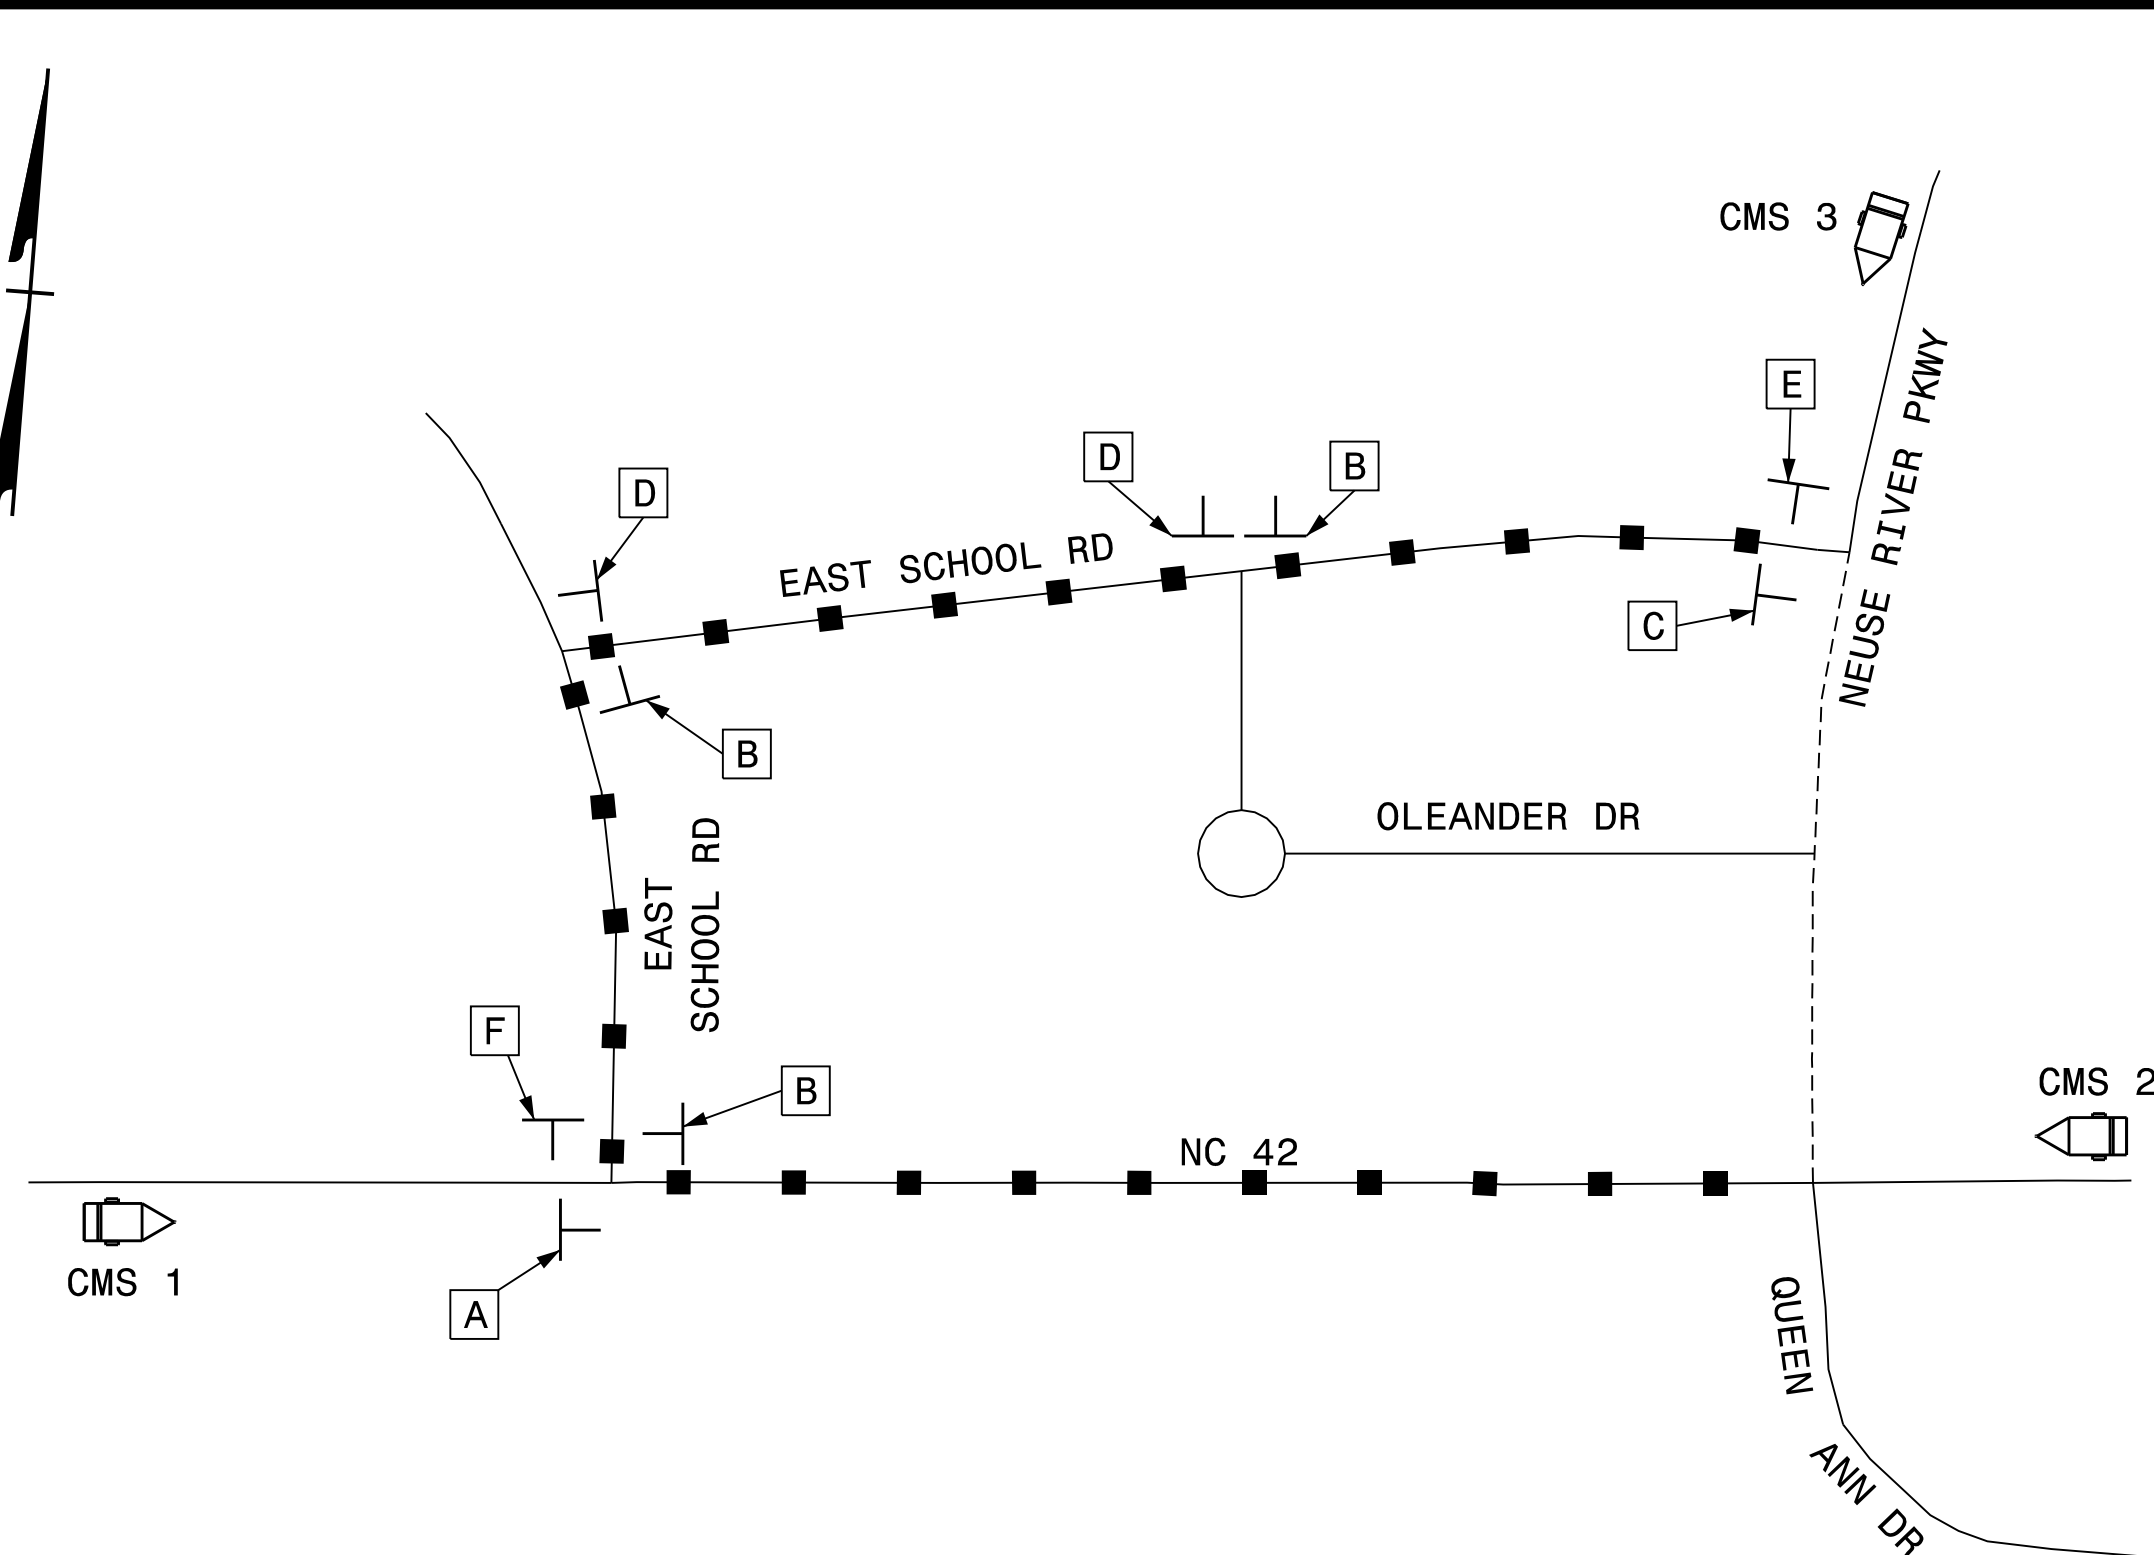 CMS 3
E
D
B
D
EAST SCHOOL RD
NEUSE RIVER PKWY
C
B
OLEANDER DR
EAST
SCHOOL RD
F
B
CMS 2
NC 42
CMS 1
A
QUEEN
ANN DR